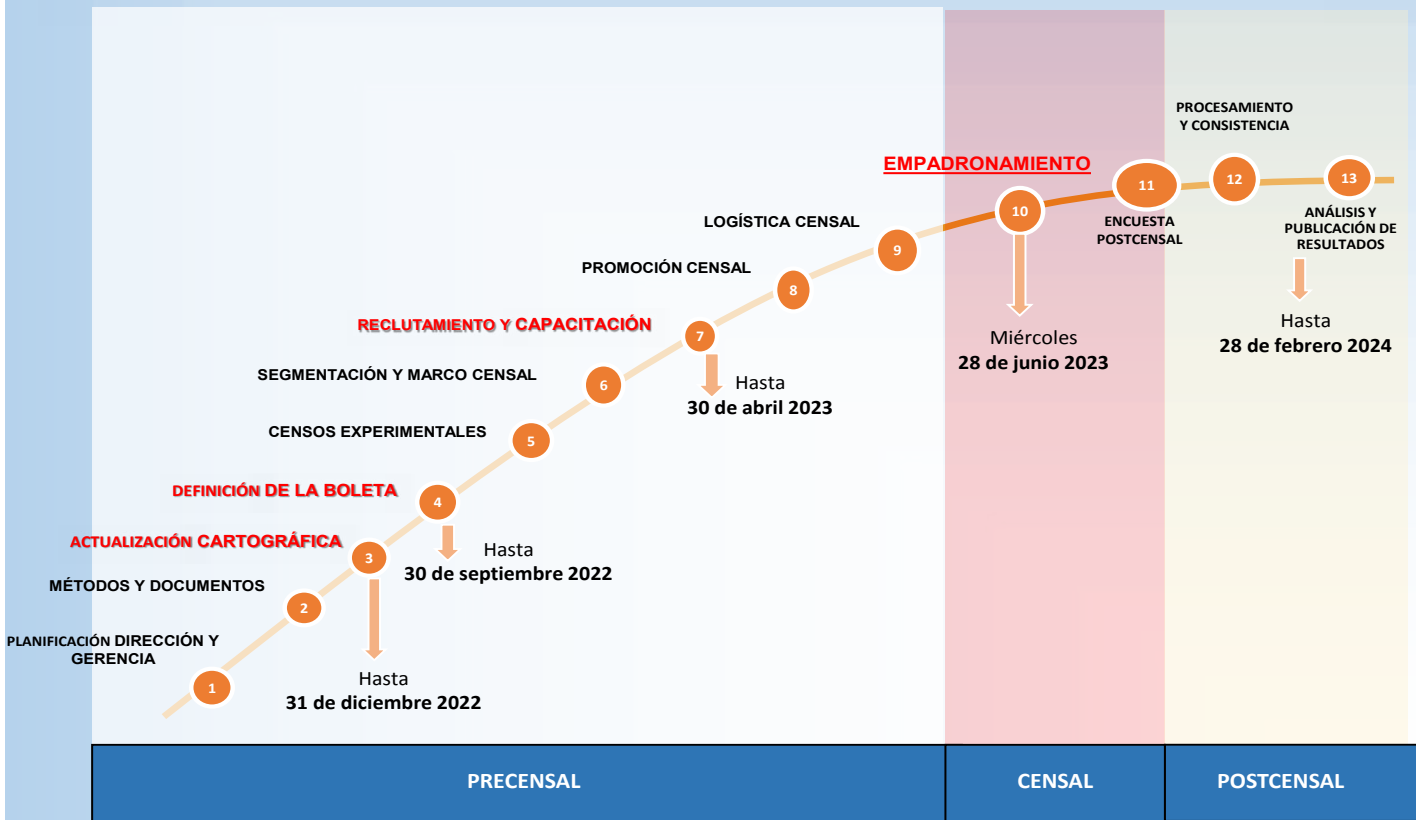 PROCESAMIENTO
Y CONSISTENCIA
EMPADRONAMIENTO
10
11
12
13
ENCUESTA
POSTCENSAL
ANÁLISIS Y
PUBLICACIÓN DE
RESULTADOS
LOGÍSTICA CENSAL
9
PROMOCIÓN CENSAL
8
RECLUTAMIENTO Y CAPACITACIÓN
7
Miércoles
28 de junio 2023
Hasta
28 de febrero 2024
SEGMENTACIÓN Y MARCO CENSAL
6
Hasta
30 de abril 2023
CENSOS EXPERIMENTALES
5
DEFINICIÓN DE LA BOLETA
4
ACTUALIZACIÓN CARTOGRÁFICA
3
Hasta
30 de septiembre 2022
MÉTODOS Y DOCUMENTOS
2
PLANIFICACIÓN DIRECCIÓN Y
GERENCIA
1
Hasta
31 de diciembre 2022
PRECENSAL
CENSAL
POSTCENSAL